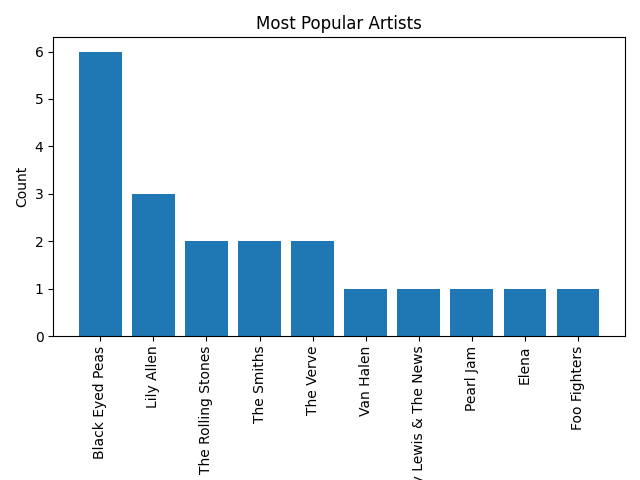 Most Popular Artists
Count
6
5
4
3
2
1
0
Black Eyed Peas
Lily Allen
The Rolling Stones
The Smiths
The Verve
Van Halen
Lewis & The News
Pearl Jam
Elena
Foo Fighters